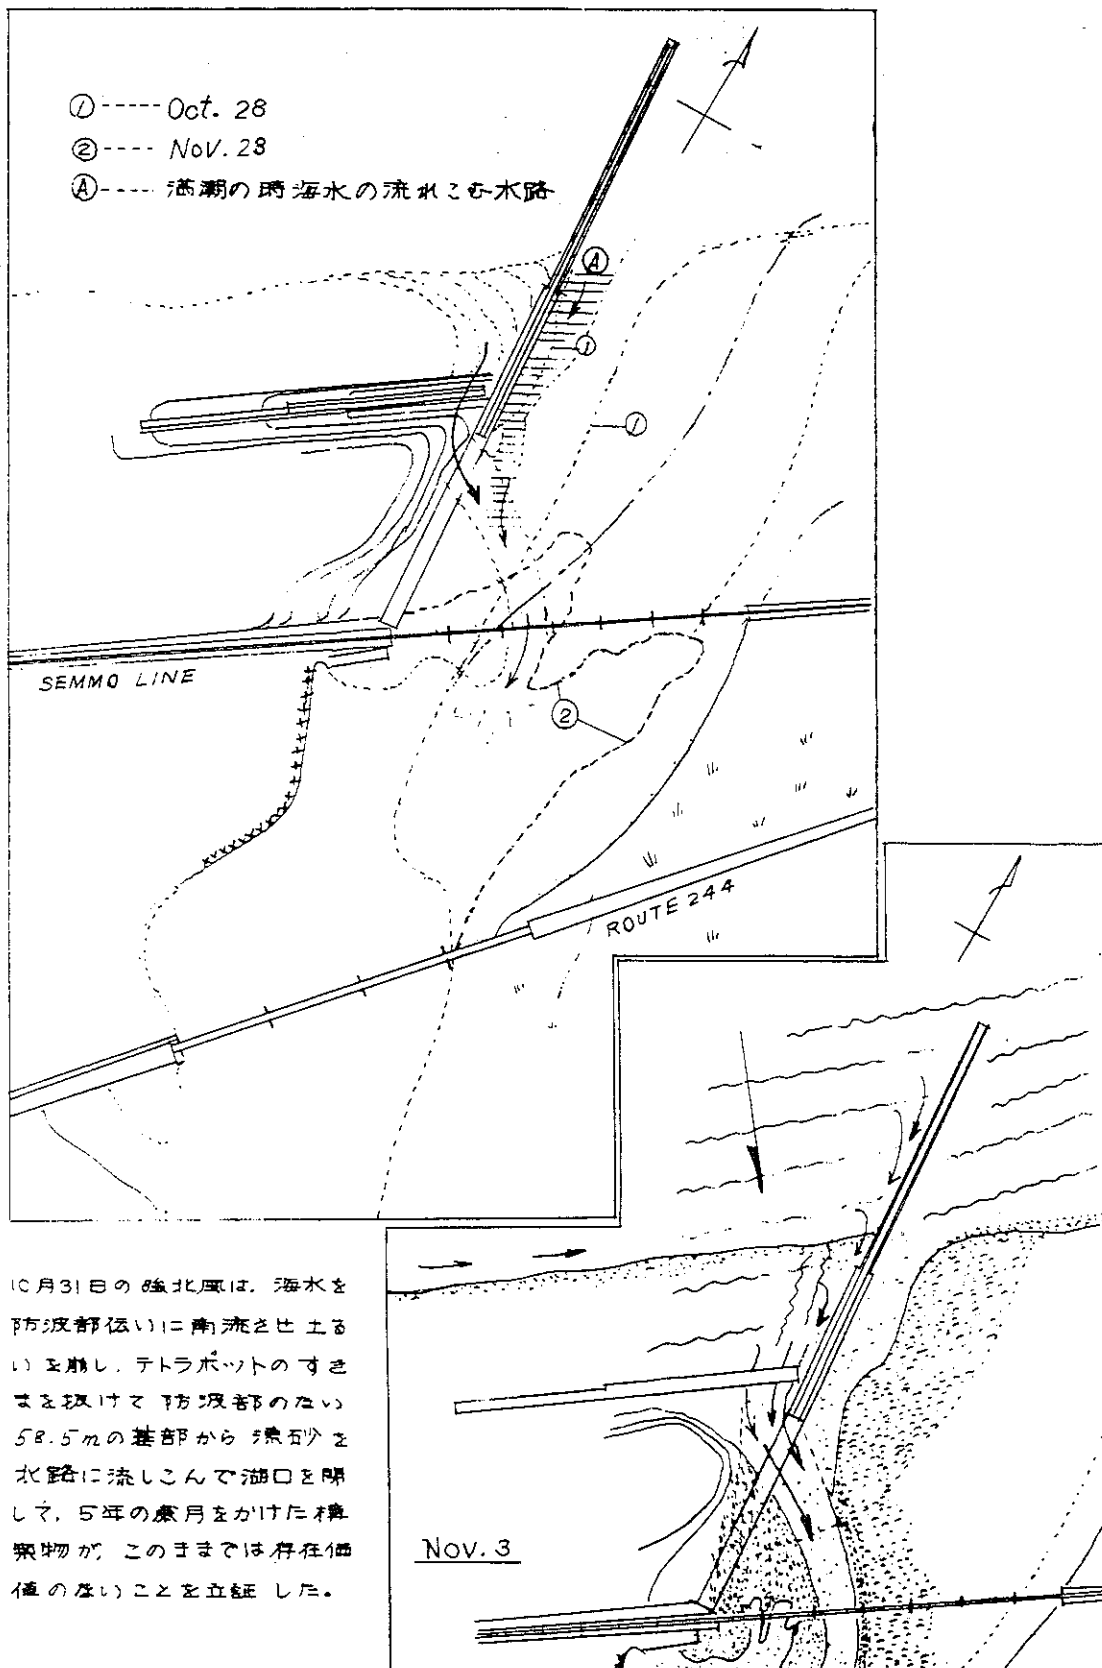 ① ----- Oct. 28
② ---- Nov. 28
Ⓐ ---- 満潮の時海水の流れこむ水路
Ⓐ
①
①
SEMMO LINE
②
ROUTE 244
10月31日の強北風は、海水を
防波部伝いに南流させ土る
いを崩し、テトラポットのすき
まを抜けて防波部のない
58.5mの基部から漂砂を
水路に流しこんで湖口を閉
して、5年の歳月をかけた構
築物が、このままでは存在価
値のないことを立証した。
Nov. 3